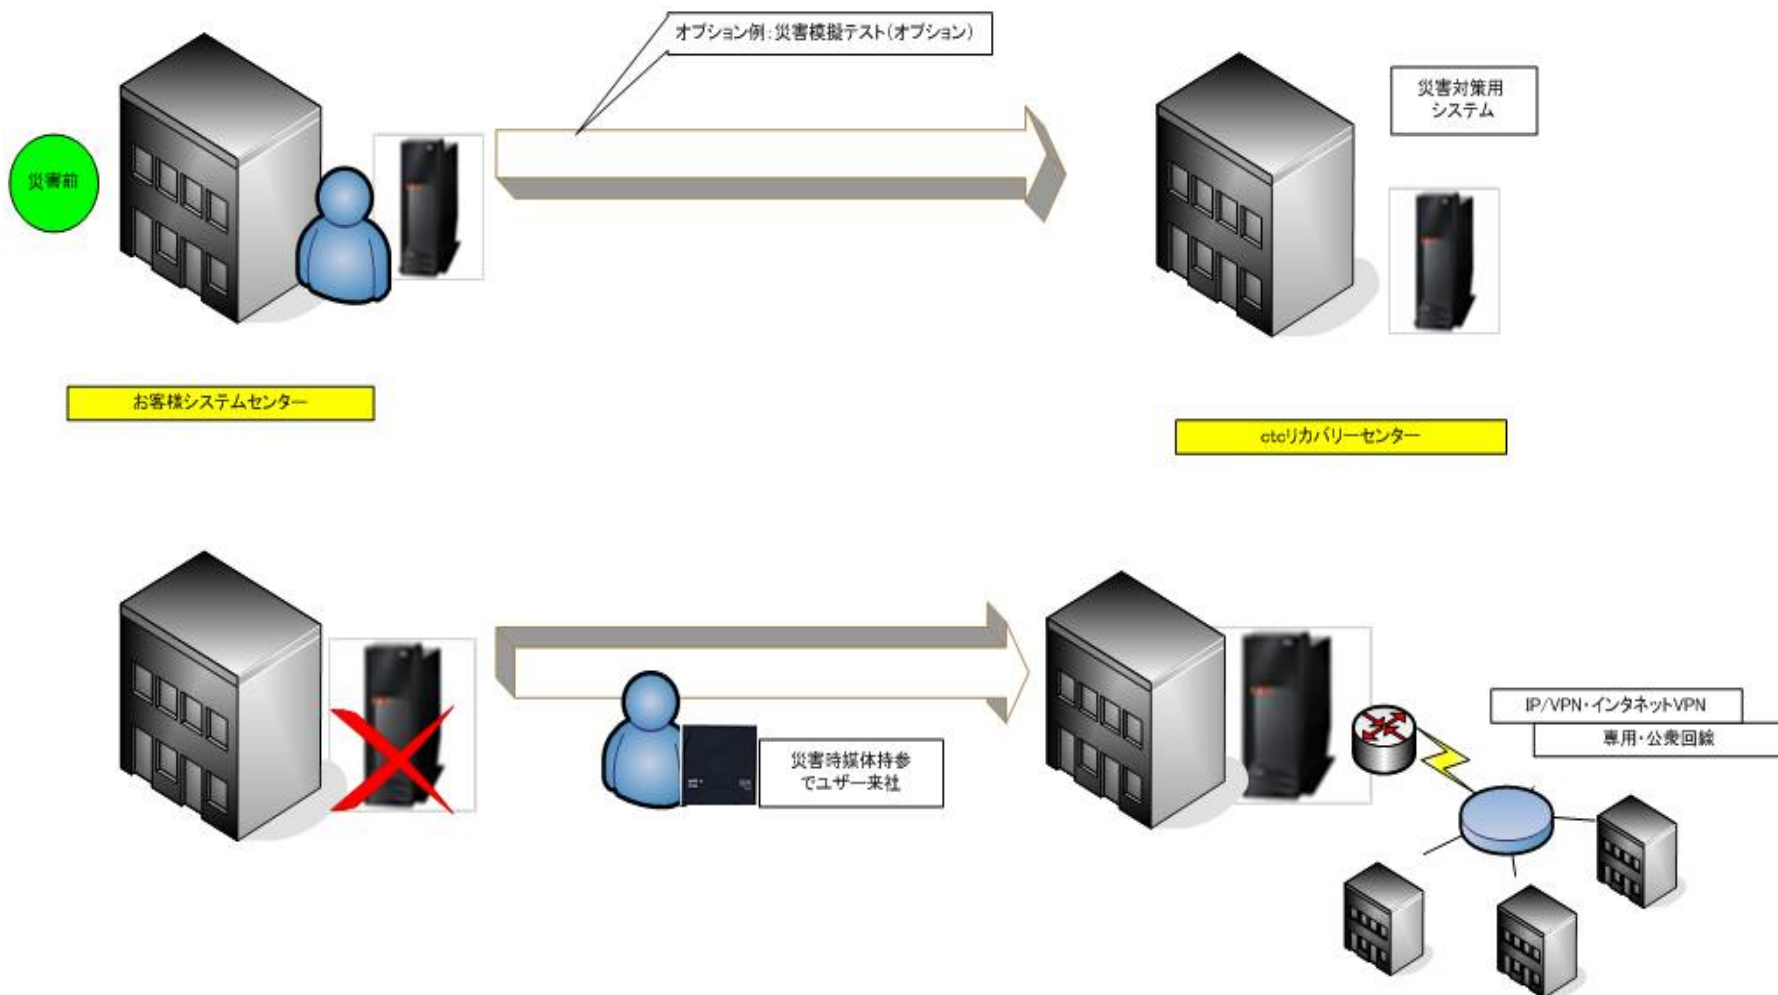 オプション例:災害模擬テスト(オプション)
災害対策用
システム
災害前
お客様システムセンター
ctcリカバリーセンター
IP/VPN・インタネットVPN
専用・公衆回線
災害時媒体持参
でユザー来社